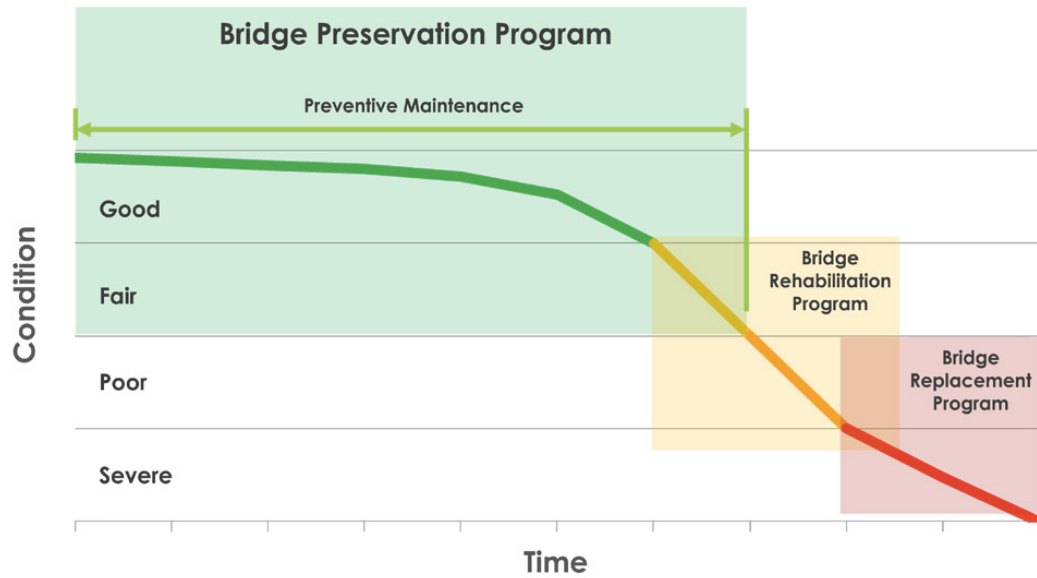 Bridge Preservation Program
Preventive Maintenance
Condition
Good
Fair
Poor
Severe
Bridge
Rehabilitation
Program
Bridge
Replacement
Program
Time